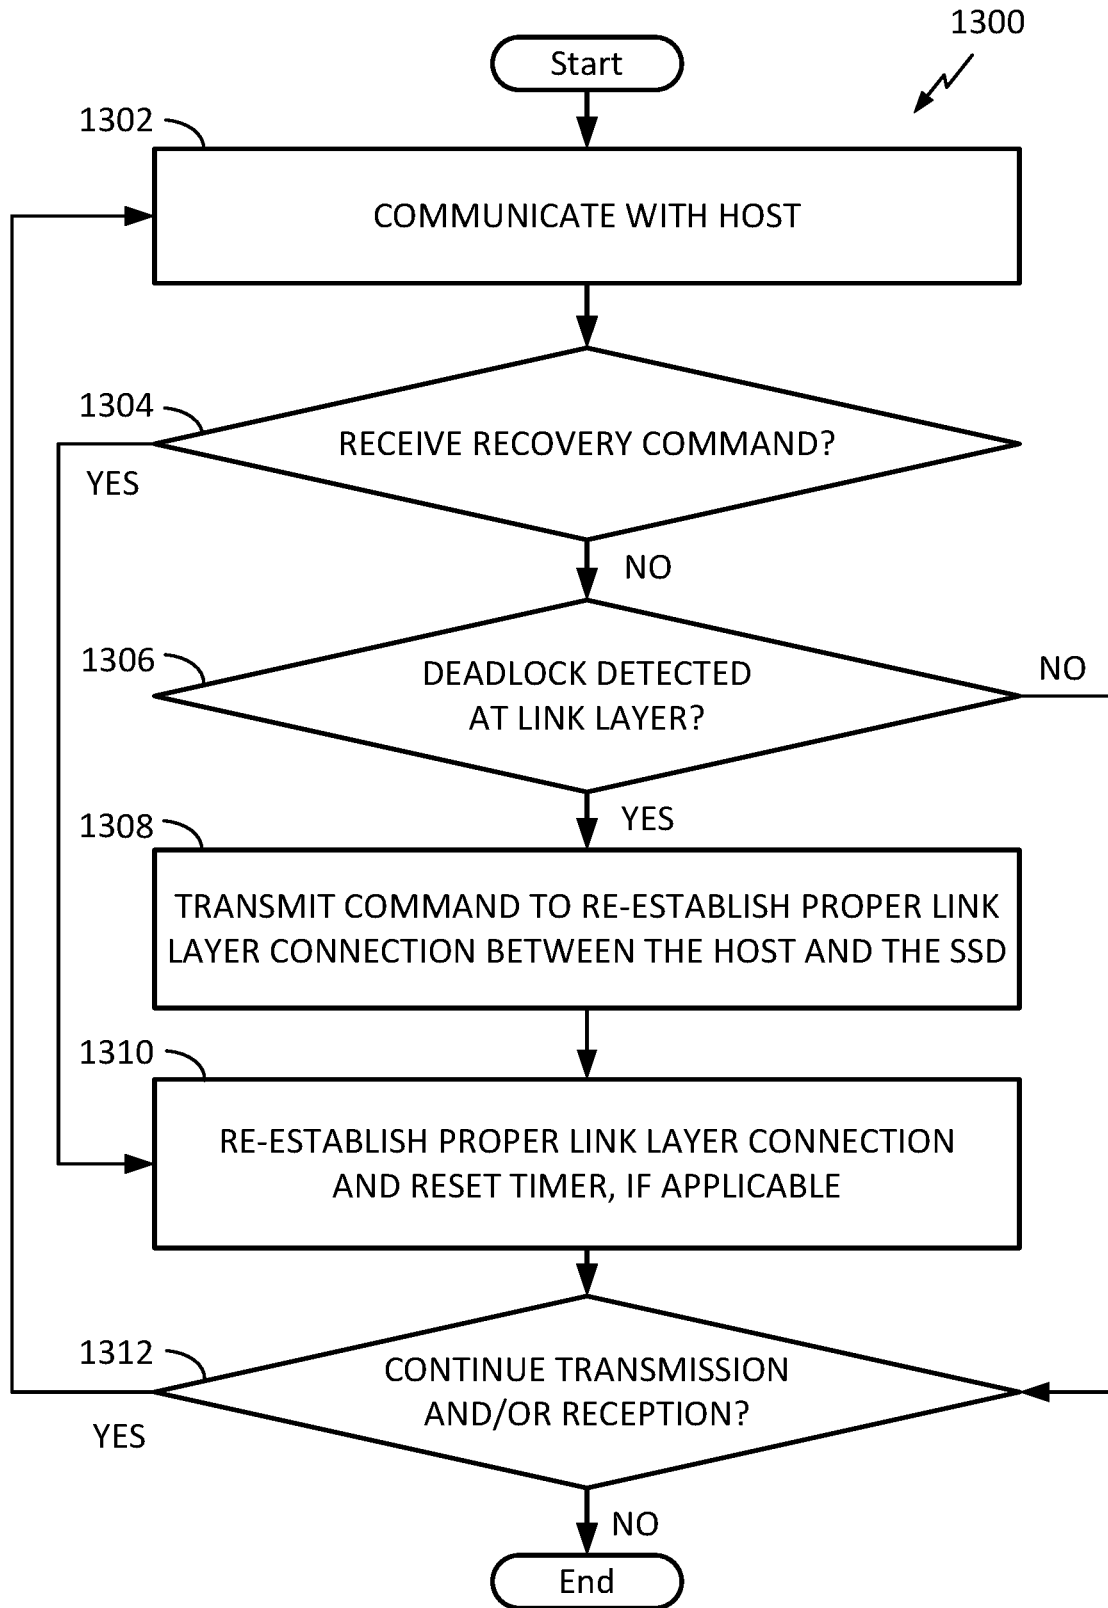 1300
Start
1302
COMMUNICATE WITH HOST
1304
RECEIVE RECOVERY COMMAND?
YES
NO
1306
DEADLOCK DETECTED
AT LINK LAYER?
NO
YES
1308
TRANSMIT COMMAND TO RE-ESTABLISH PROPER LINK
LAYER CONNECTION BETWEEN THE HOST AND THE SSD
1310
RE-ESTABLISH PROPER LINK LAYER CONNECTION
AND RESET TIMER, IF APPLICABLE
1312
CONTINUE TRANSMISSION
AND/OR RECEPTION?
YES
NO
End